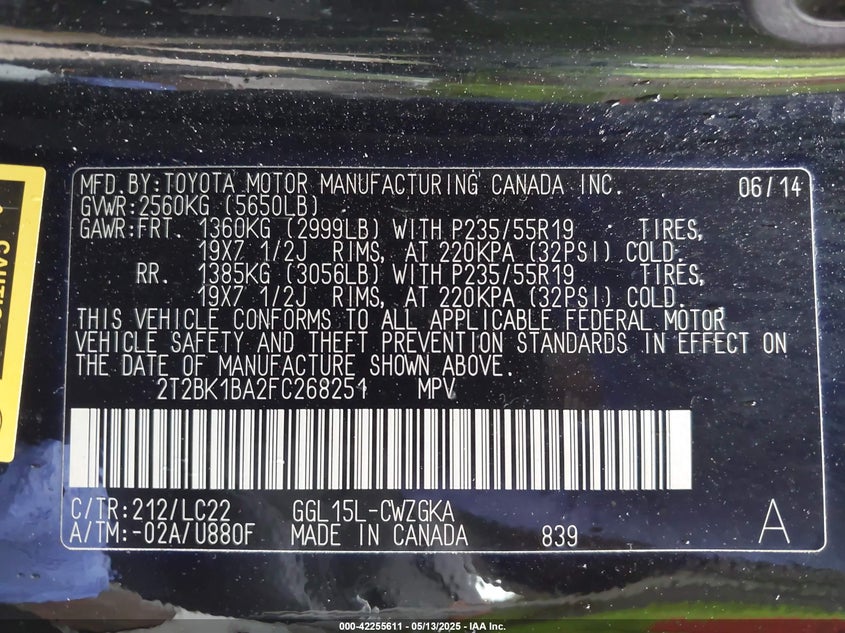 MFD.BY:TOYOTA MOTOR MANUFACTURING CANADA INC. 06/14
GVWR:2560KG (5650LB)
GAWR:FRT. 1360KG (2999LB) WITH P235/55R19 TIRES,
19X7 1/2J RIMS, AT 220KPA (32PSI) COLD.
RR. 1385KG (3056LB) WITH P235/55R19 TIRES,
19X7 1/2J RIMS, AT 220KPA (32PSI) COLD.
THIS VEHICLE CONFORMS TO ALL APPLICABLE FEDERAL MOTOR
VEHICLE SAFETY AND THEFT PREVENTION STANDARDS IN EFFECT ON
THE DATE OF MANUFACTURE SHOWN ABOVE.
2T2BK1BA2FC268251 MPV
C/TR:212/LC22 GGL15L-CWZGKA
A/TM:-02A/U880F MADE IN CANADA 839 A
000-42255611 - 05/13/2025 - IAA Inc.